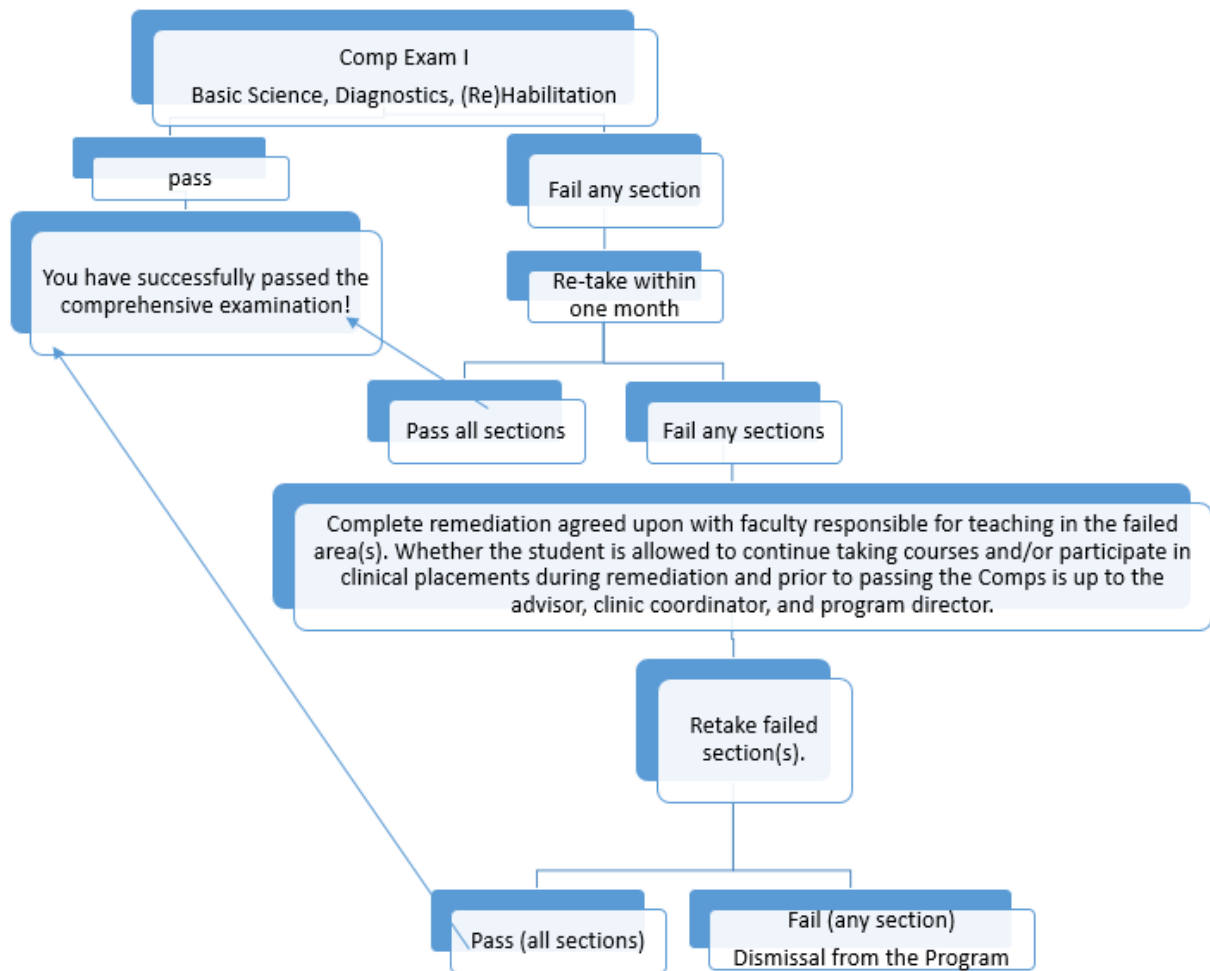 Comp Exam I
Basic Science, Diagnostics, (Re)Habilitation
pass
Fail any section
You have successfully passed the
comprehensive examination!
Re-take within
one month
Pass all sections
Fail any sections
Complete remediation agreed upon with faculty responsible for teaching in the failed
area(s). Whether the student is allowed to continue taking courses and/or participate in
clinical placements during remediation and prior to passing the Comps is up to the
advisor, clinic coordinator, and program director.
Retake failed
section(s).
Pass (all sections)
Fail (any section)
Dismissal from the Program